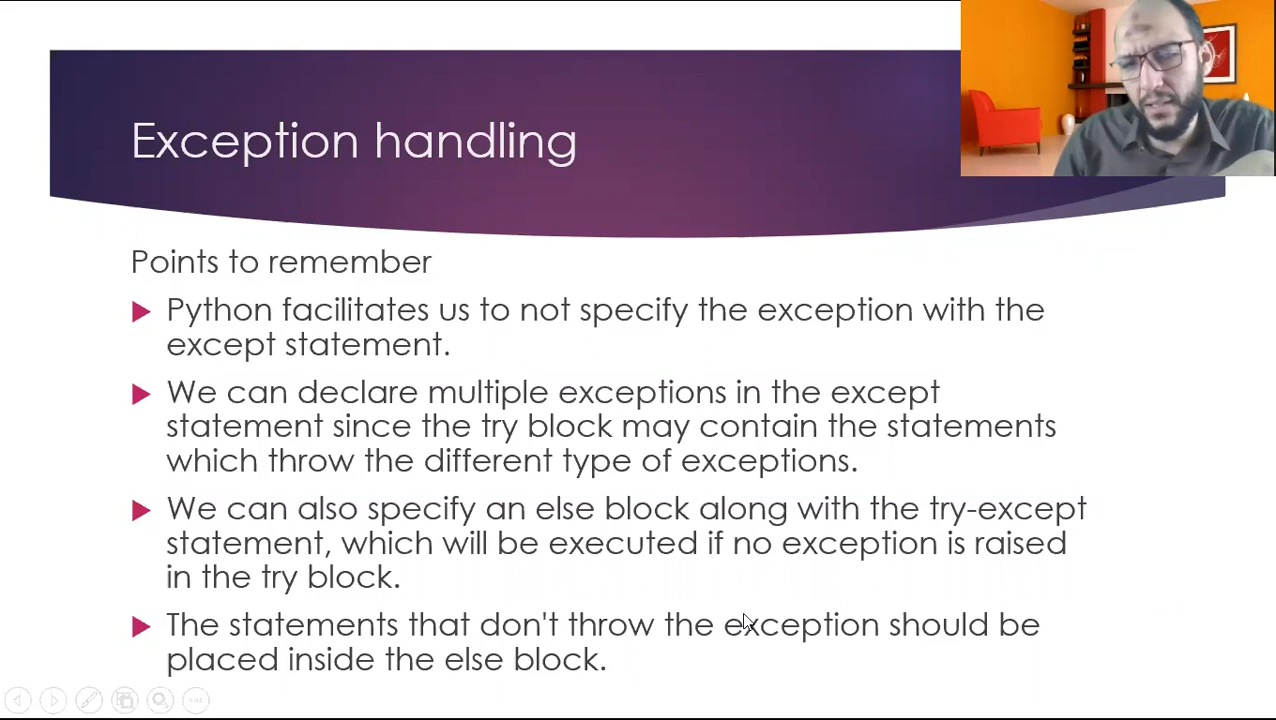 Exception handling
Points to remember
Python facilitates us to not specify the exception with the
except statement.
We can declare multiple exceptions in the except
statement since the try block may contain the statements
which throw the different type of exceptions.
We can also specify an else block along with the try-except
statement, which will be executed if no exception is raised
in the try block.
The statements that don't throw the exception should be
placed inside the else block.